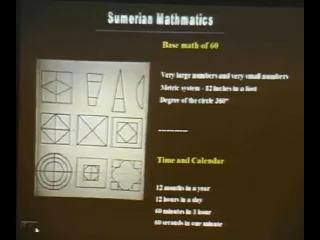 Sumerian Mathmatics
Base math of 60
Very large numbers and very small numbers
Metric system - 12 inches in a foot
Degree of the circle 360°
----------
Time and Calendar
12 months in a year
12 hours in a day
60 minutes in 1 hour
60 seconds in one minute